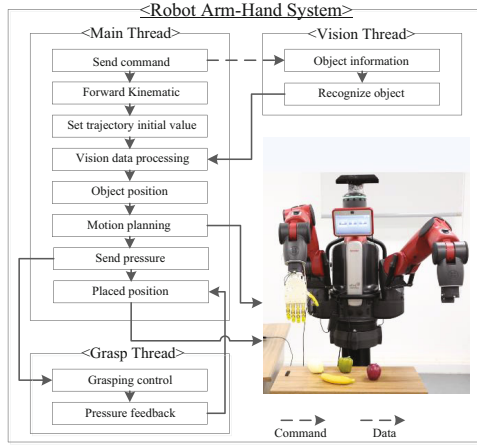 <Robot Arm-Hand System>
<Main Thread>
Send command
Forward Kinematic
Set trajectory initial value
Vision data processing
Object position
Motion planning
Send pressure
Placed position
<Vision Thread>
Object information
Recognize object
<Grasp Thread>
Grasping control
Pressure feedback
Command
Data